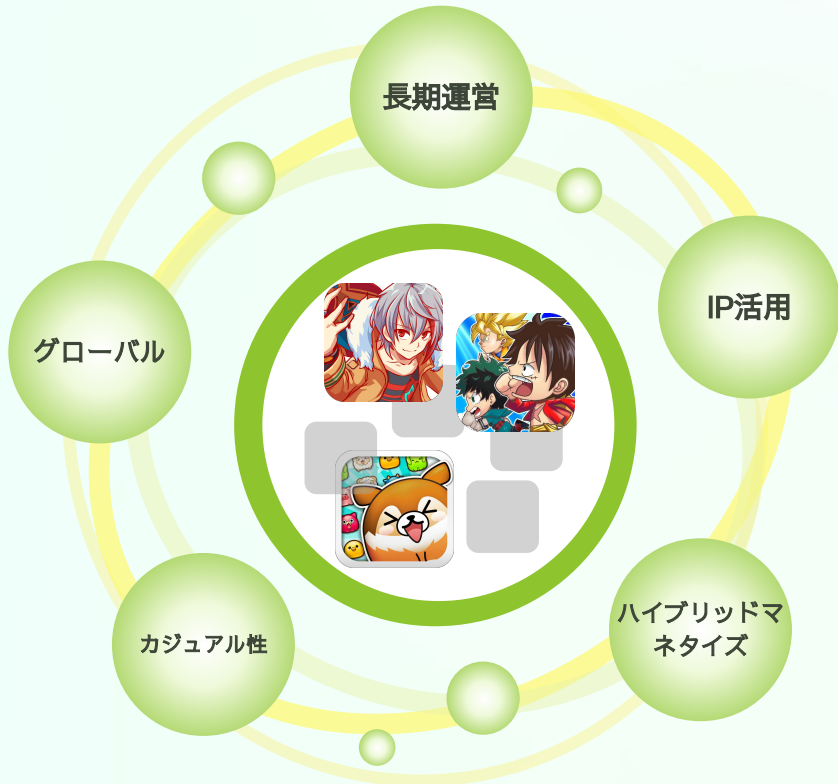 長期運営
IP活用
グローバル
カジュアル性
ハイブリッドマ
ネタイズ